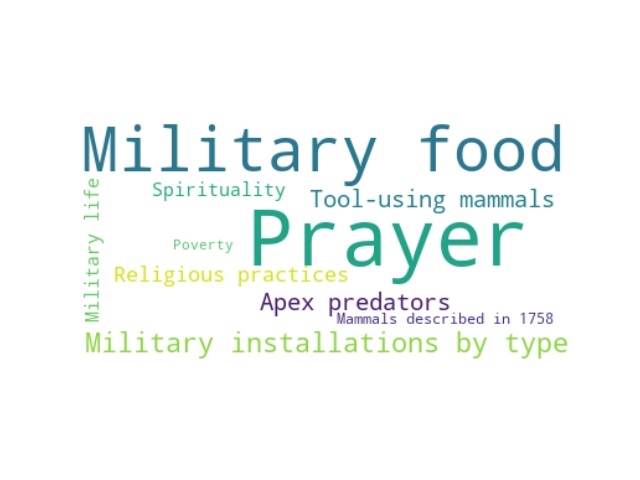 Military food
Military life
Spirituality
Tool-using mammals
Prayer
Poverty
Religious practices
Apex predators
Mammals described in 1758
Military installations by type